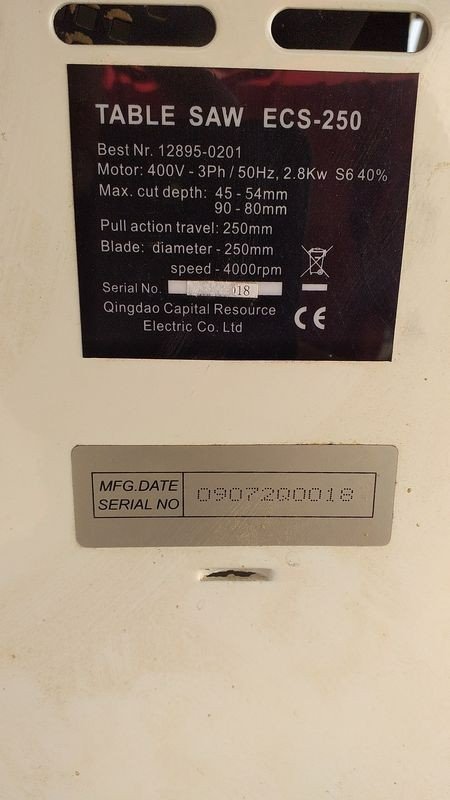 TABLE SAW ECS-250
Best Nr. 12895-0201
Motor: 400V - 3Ph / 50Hz, 2.8Kw S6 40%
Max. cut depth: 45 - 54mm
90 - 80mm
Pull action travel: 250mm
Blade: diameter - 250mm
speed - 4000rpm
Serial No. 18
Qingdao Capital Resource
Electric Co. Ltd
CE
MFG.DATE
SERIAL NO
09072Q0018